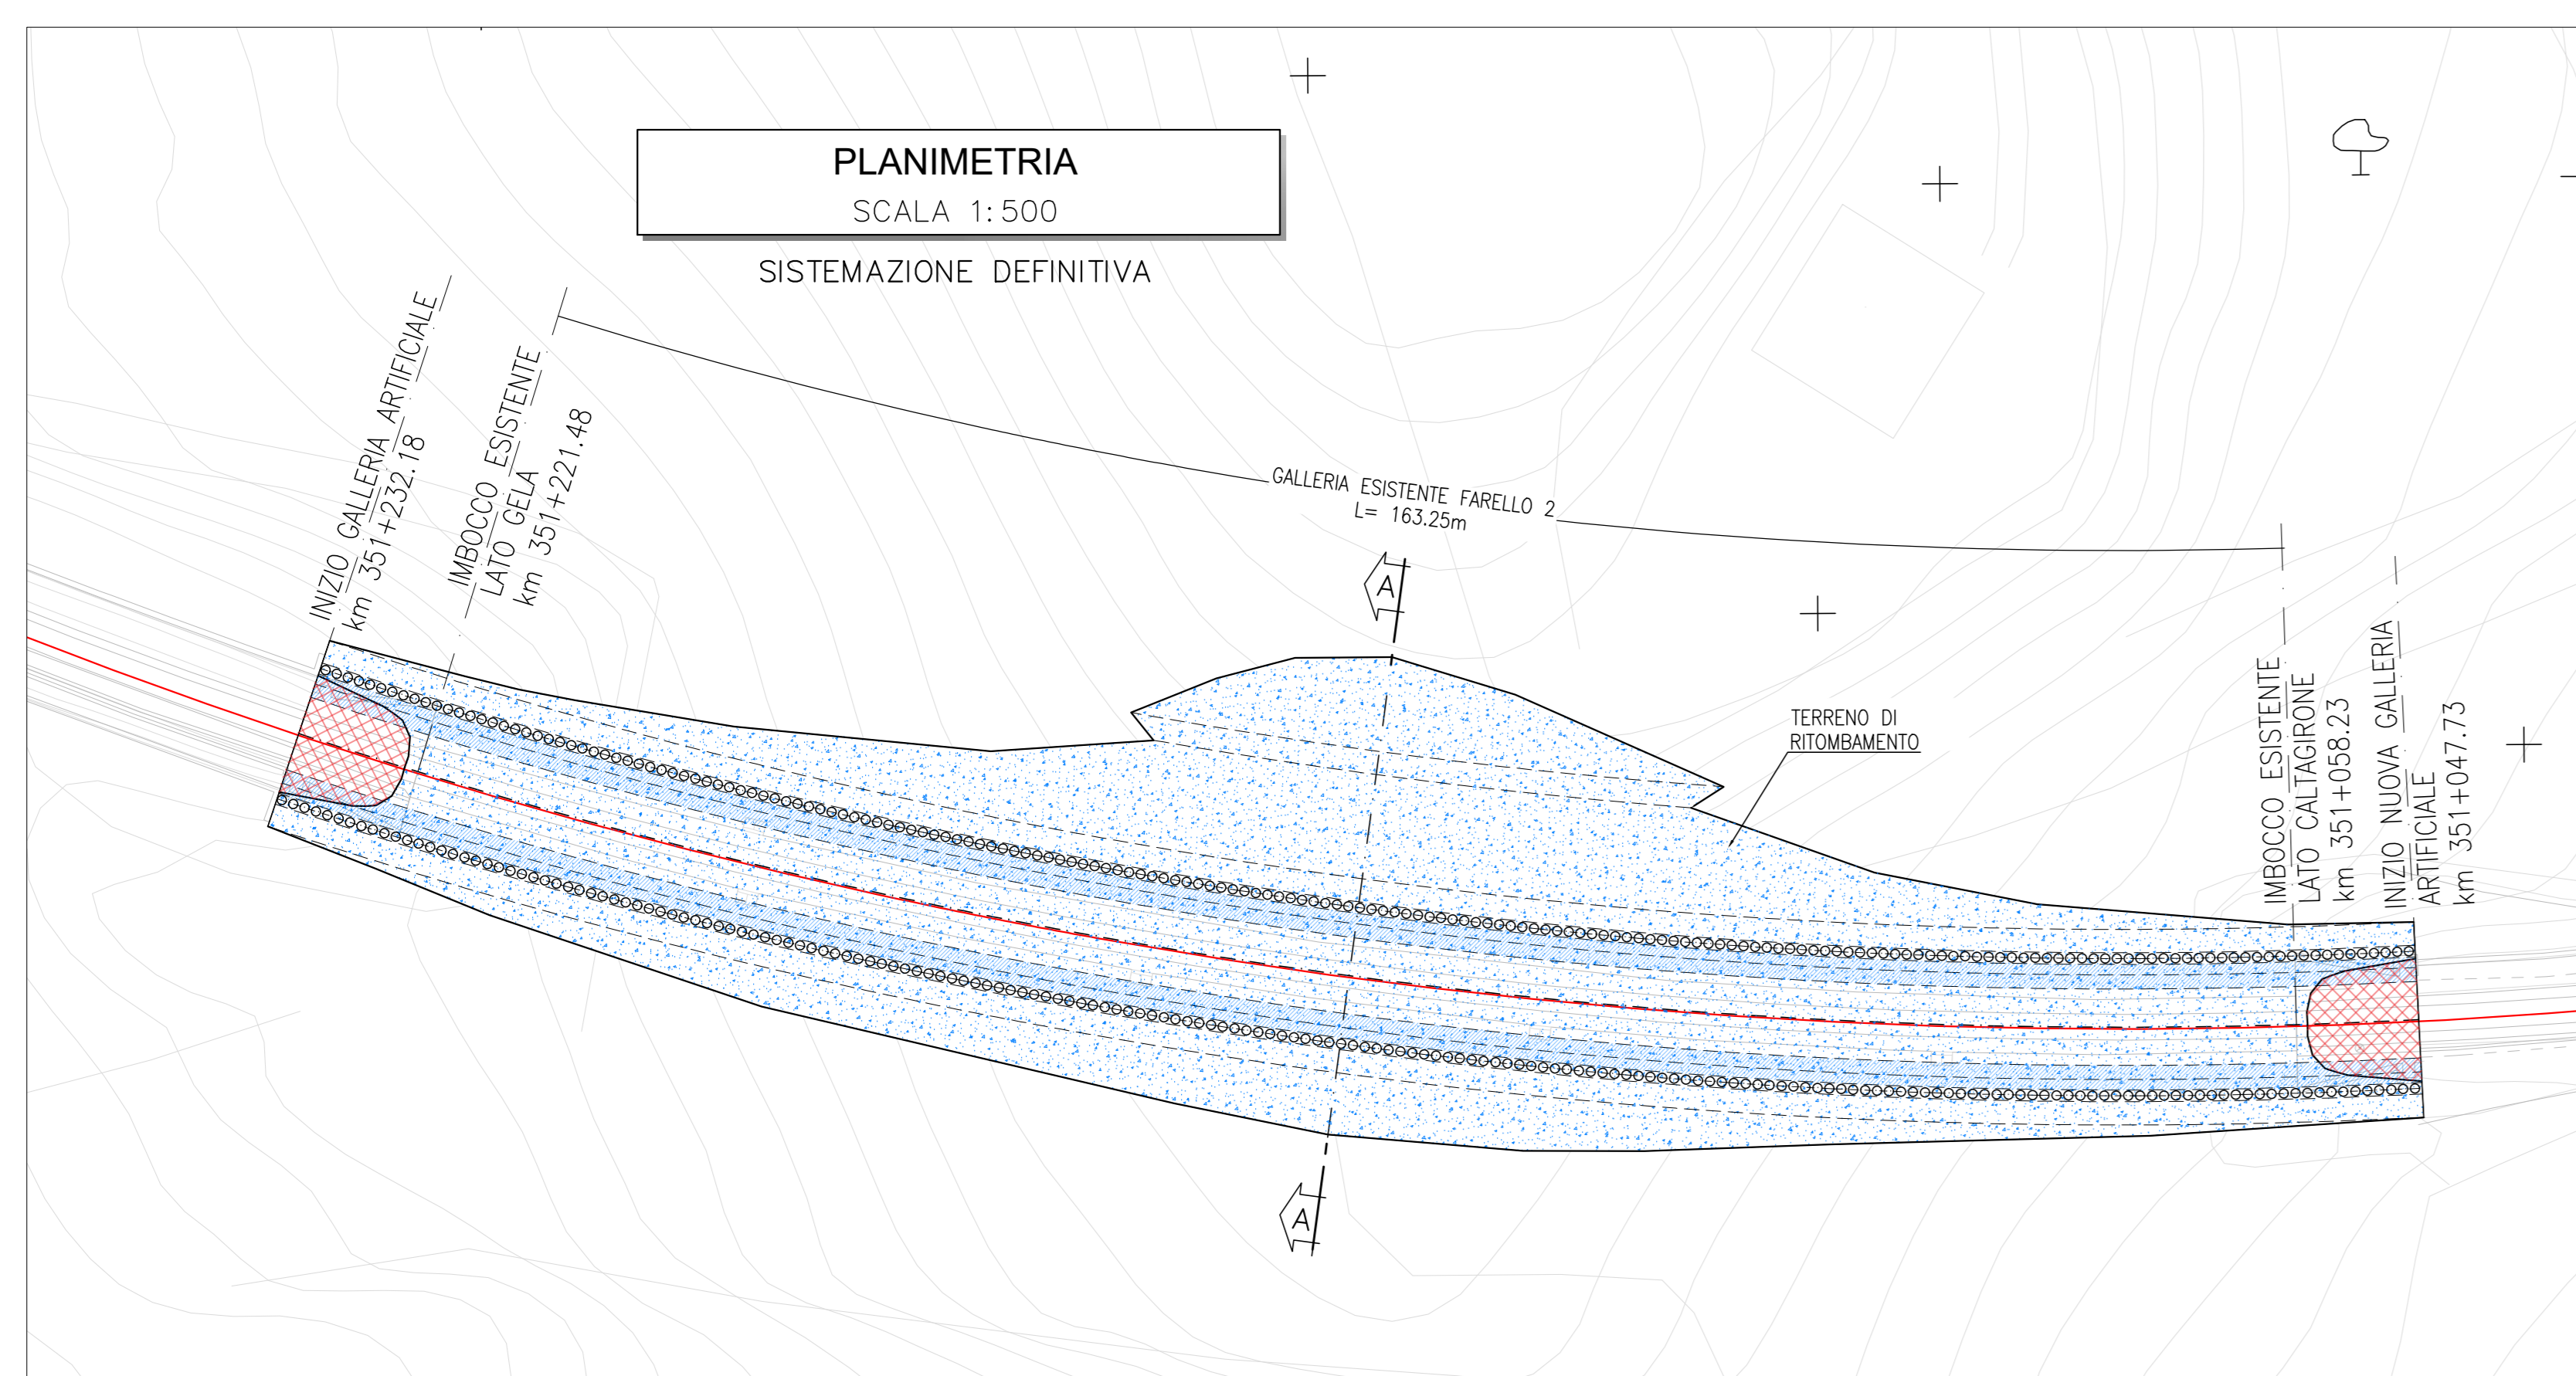 PLANIMETRIA
SCALA 1:500
SISTEMAZIONE DEFINITIVA
INIZIO GALLERIA ARTIFICIALE
km 351+232.18
IMBOCCO ESISTENTE
LATO GELA
km 351+221.48
GALLERIA ESISTENTE FARELLO 2
L= 163.25m
A
TERRENO DI
RITOMBAMENTO
IMBOCCO ESISTENTE
LATO CALTAGIRONE
km 351+058.23
INIZIO NUOVA GALLERIA
ARTIFICIALE
km 351+047.73
A